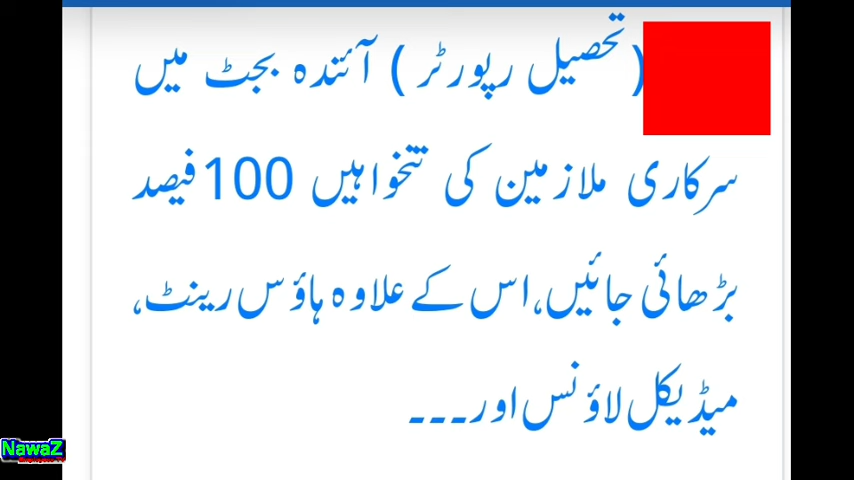 (تحصیل رپورٹر) آئندہ بجٹ میں
سرکاری ملازمین کی تنخواہیں 100 فیصد
بڑھائی جائیں،اس کے علاوہ ہاؤس رینٹ،
میڈیکل لاؤنس اور۔۔۔
NawaZ